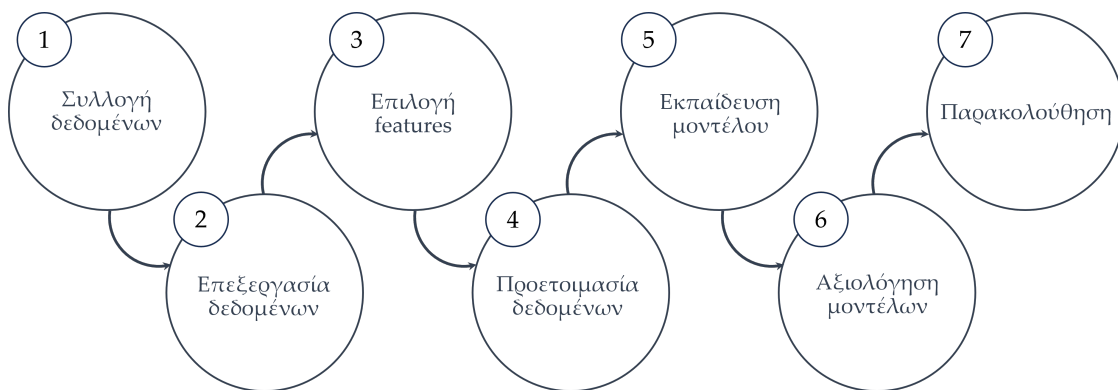 1
Συλλογή
δεδομένων
2
Επεξεργασία
δεδομένων
3
Επιλογή
features
4
Προετοιμασία
δεδομένων
5
Εκπαίδευση
μοντέλου
6
Αξιολόγηση
μοντέλων
7
Παρακολούθηση